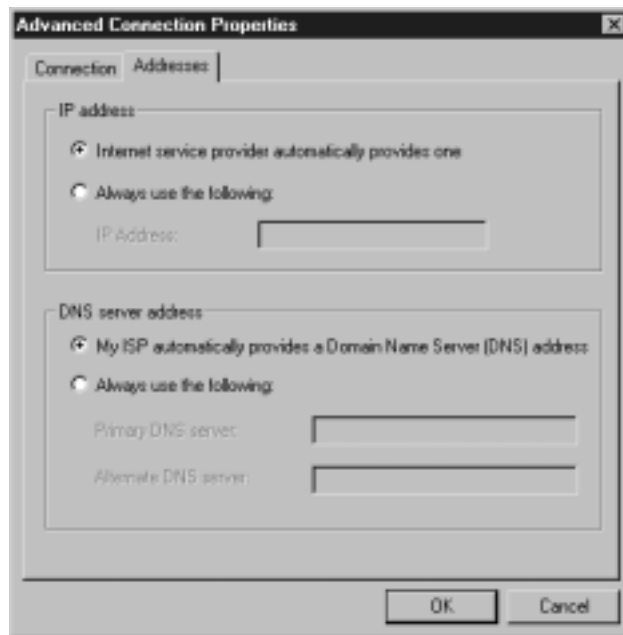 Advanced Connection Properties
Connection Addresses
IP address
Internet service provider automatically provides one
Always use the following:
IP Address:
DNS server address
My ISP automatically provides a Domain Name Server (DNS) address
Always use the following:
Primary DNS server:
Alternate DNS server:
OK Cancel